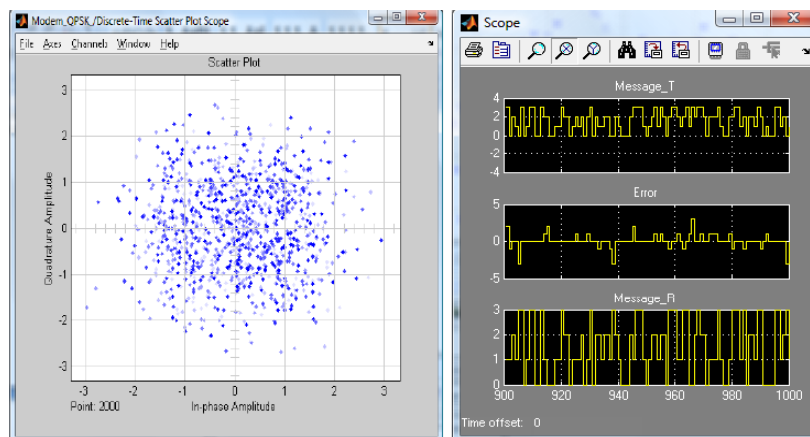 Modem_QPSK_/Discrete-Time Scatter Plot Scope
File Axes Channels Window Help
Scatter Plot
3
2
1
0
-1
-2
-3
Quadrature Amplitude
-3 -2 -1 0 1 2 3
Point: 2000 In-phase Amplitude
Scope
Message_T
4
2
0
-2
-4
Error
5
0
-5
Message_R
3
2
1
0
900 920 940 960 980 1000
Time offset: 0